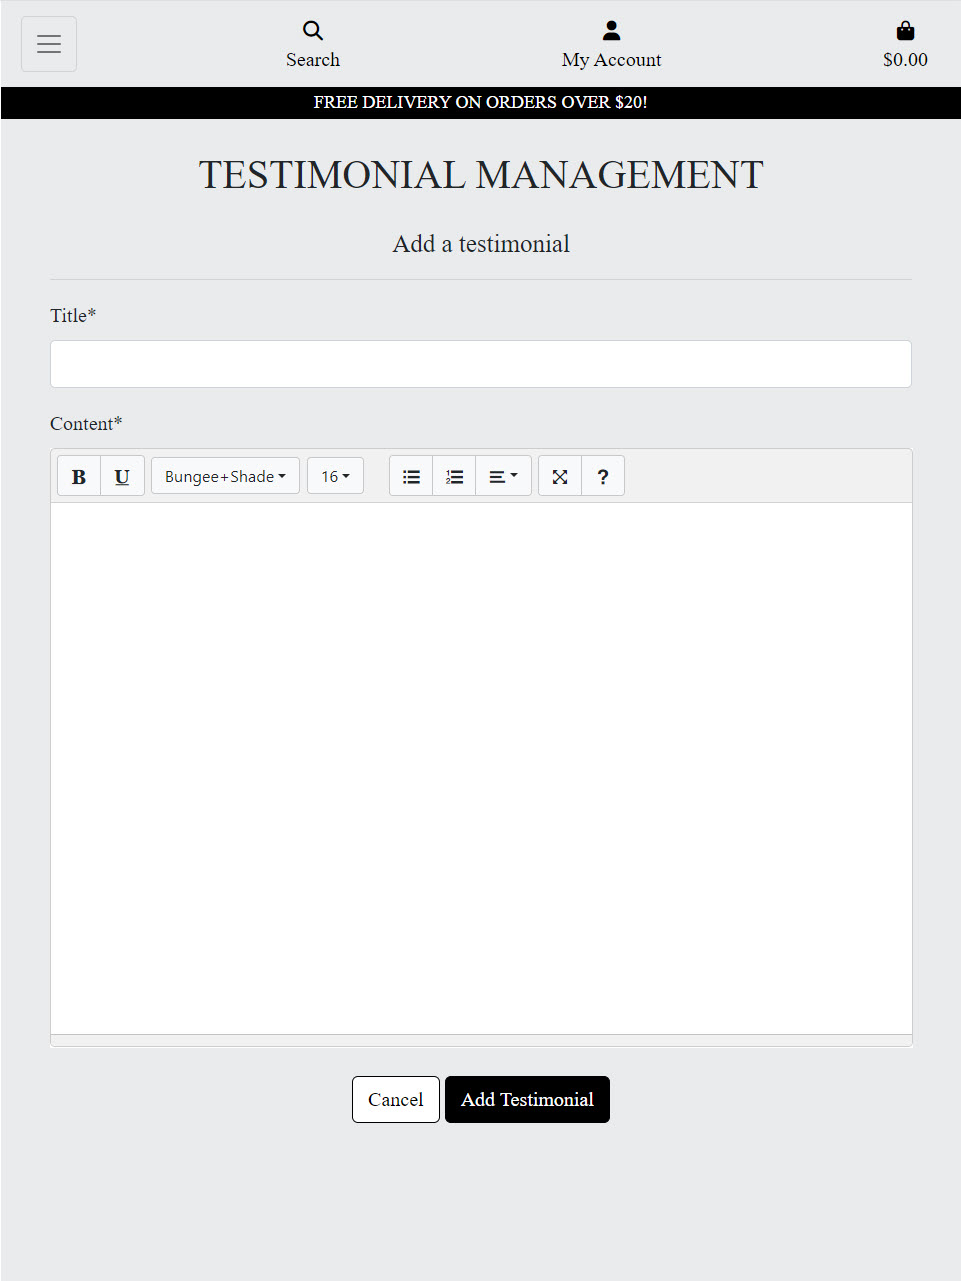 Search
My Account
$0.00
FREE DELIVERY ON ORDERS OVER $20!
TESTIMONIAL MANAGEMENT
Add a testimonial
Title*
Content*
B U Bungee+Shade 16 ?
Cancel Add Testimonial